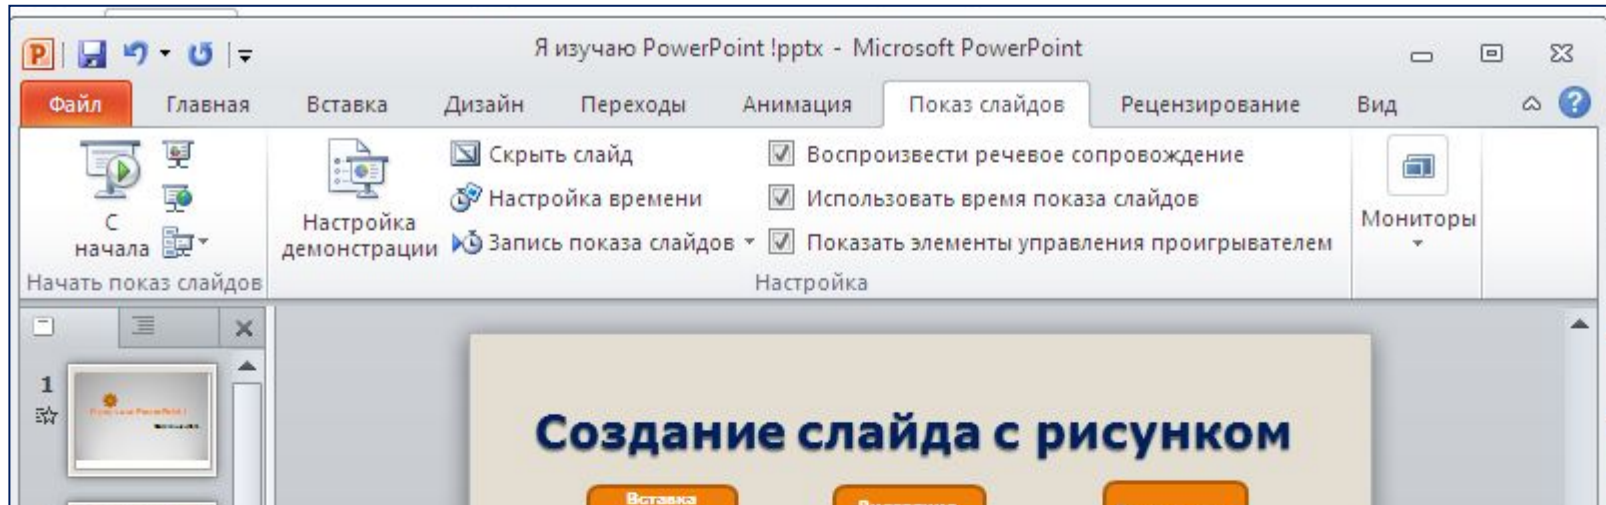 Я изучаю PowerPoint !pptx - Microsoft PowerPoint
Файл Главная Вставка Дизайн Переходы Анимация Показ слайдов Рецензирование Вид
С начала
Начать показ слайдов
Настройка демонстрации
Скрыть слайд
Настройка времени
Запись показа слайдов
Воспроизвести речевое сопровождение
Использовать время показа слайдов
Показать элементы управления проигрывателем
Настройка
Мониторы
1
Создание слайда с рисунком
Вставка